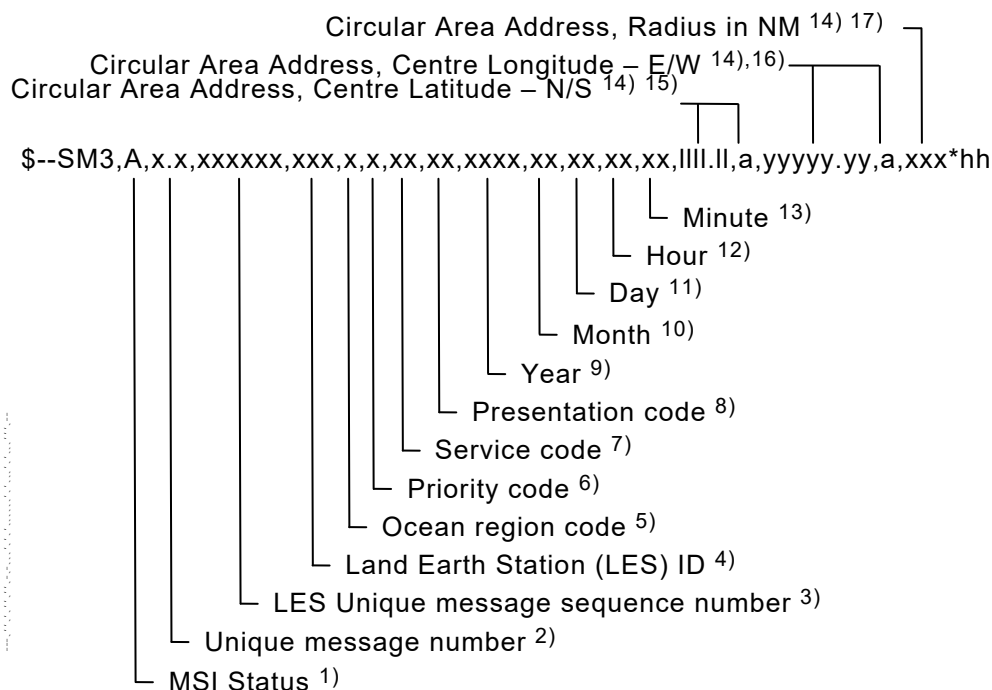 Circular Area Address, Radius in NM 14) 17)
Circular Area Address, Centre Longitude – E/W 14),16)
Circular Area Address, Centre Latitude – N/S 14) 15)
$--SM3,A,x.x,xxxxxx,xxx,x,x,xx,xx,xxxx,xx,xx,xx,xx,llll.ll,a,yyyyy.yy,a,xxx*hh
Minute 13)
Hour 12)
Day 11)
Month 10)
Year 9)
Presentation code 8)
Service code 7)
Priority code 6)
Ocean region code 5)
Land Earth Station (LES) ID 4)
LES Unique message sequence number 3)
Unique message number 2)
MSI Status 1)